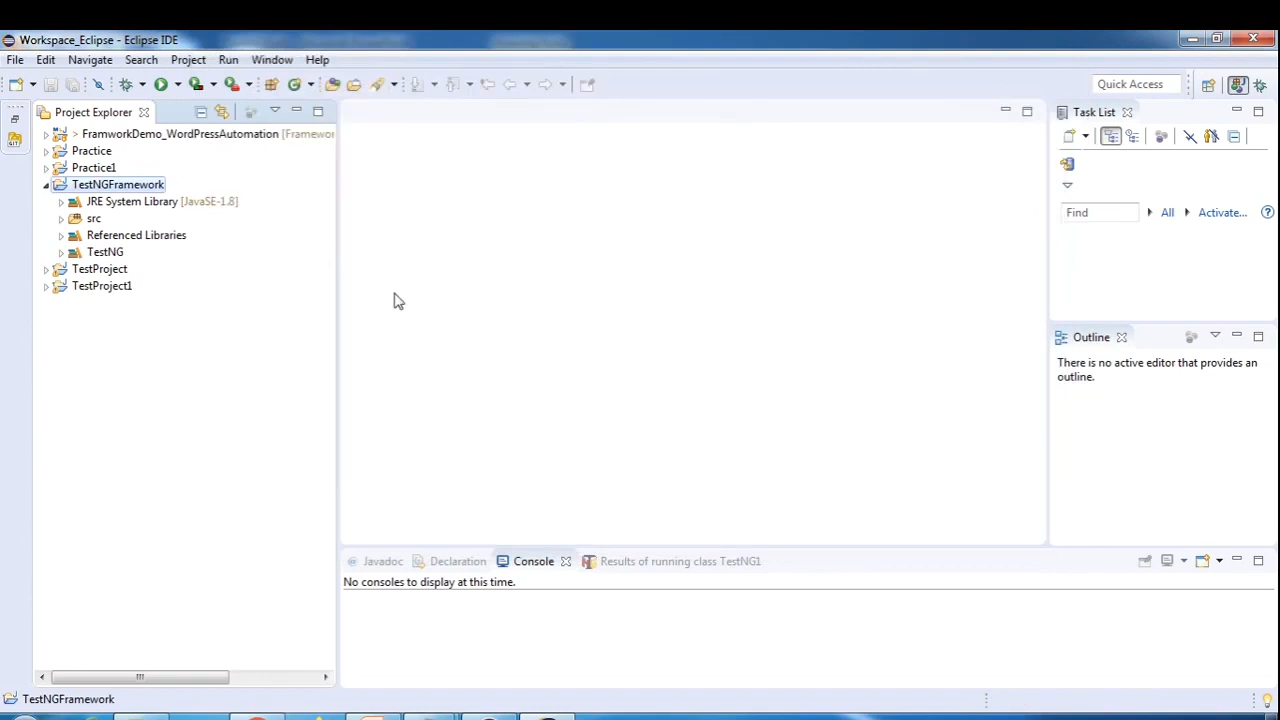 Workspace_Eclipse - Eclipse IDE
File Edit Navigate Search Project Run Window Help
Quick Access
Project Explorer
> FramworkDemo_WordPressAutomation [Framewor
Practice
Practice1
TestNGFramework
JRE System Library [JavaSE-1.8]
src
Referenced Libraries
TestNG
TestProject
TestProject1
Task List
Find All Activate...
Outline
There is no active editor that provides an
outline.
Javadoc Declaration Console Results of running class TestNG1
No consoles to display at this time.
TestNGFramework